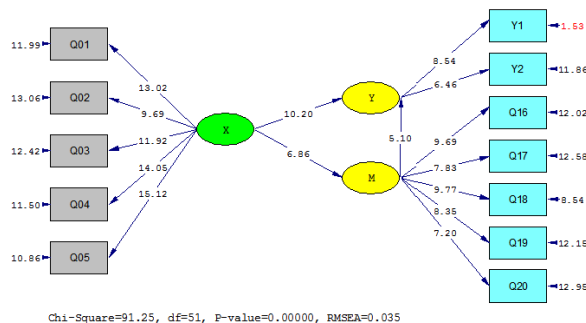 Y1
1.53
11.99 Q01
8.54
Y2 11.86
13.06 Q02
13.02
Y
6.46
9.69
10.20
Q16 12.02
12.42 Q03
11.92
X
5.10
9.69
Q17 12.58
14.05
6.86
7.83
11.50 Q04
M
9.77
Q18 8.54
15.12
8.35
10.86 Q05
7.20
Q19 12.15
Q20 12.95
Chi-Square=91.25, df=51, P-value=0.00000, RMSEA=0.035